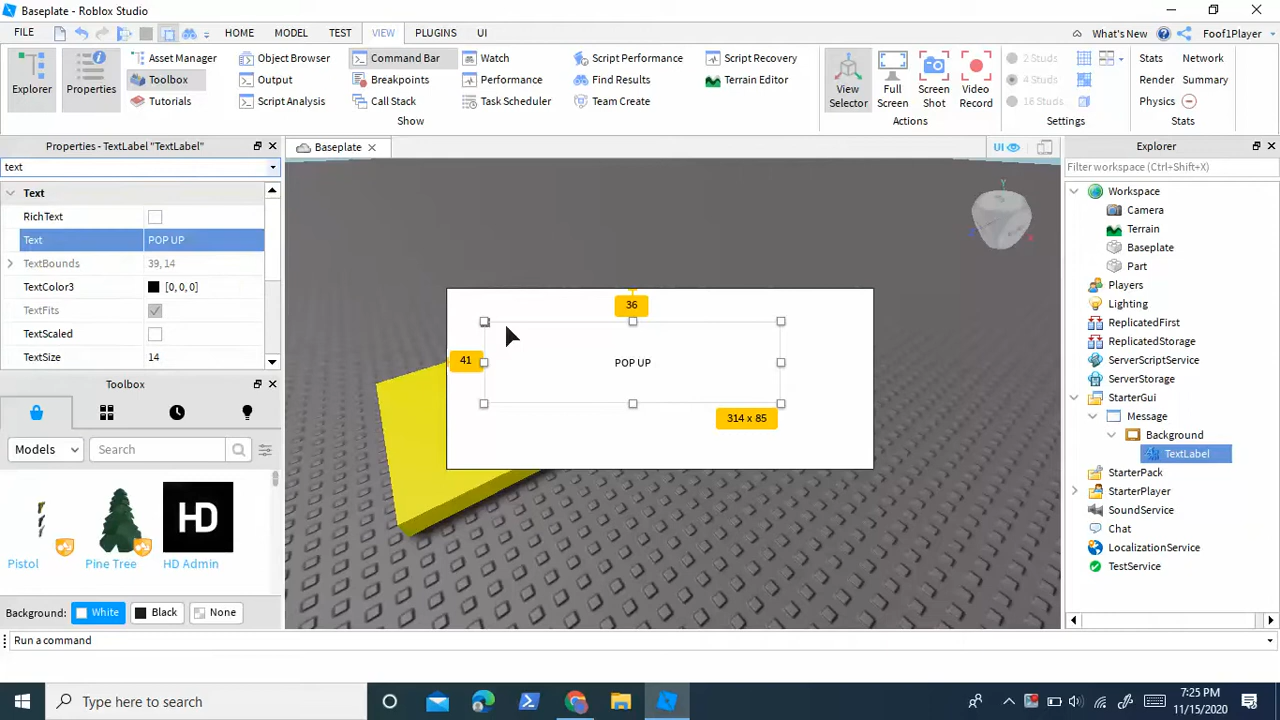 Baseplate - Roblox Studio
FILE HOME MODEL TEST VIEW PLUGINS UI What's New Foof1Player
Explorer
Properties
Asset Manager
Toolbox
Tutorials
Object Browser
Output
Script Analysis
Command Bar
Breakpoints
Call Stack
Watch
Performance
Task Scheduler
Script Performance
Find Results
Team Create
Script Recovery
Terrain Editor
Show
View Selector
Full Screen
Screen Shot
Video Record
Actions
2 Studs
4 Studs
16 Studs
Settings
Stats Network
Render Summary
Physics
Stats
Properties - TextLabel "TextLabel"
text
Text
RichText
Text POP UP
TextBounds 39, 14
TextColor3 [0, 0, 0]
TextFits
TextScaled
TextSize 14
Toolbox
Models Search
Pistol
Pine Tree
HD
HD Admin
Background: White Black None
Run a command
Baseplate
UI
Y
36
41
POP UP
314 x 85
Explorer
Filter workspace (Ctrl+Shift+X)
Workspace
Camera
Terrain
Baseplate
Part
Players
Lighting
ReplicatedFirst
ReplicatedStorage
ServerScriptService
ServerStorage
StarterGui
Message
Background
TextLabel
StarterPack
StarterPlayer
SoundService
Chat
LocalizationService
TestService
Type here to search
7:25 PM
11/15/2020